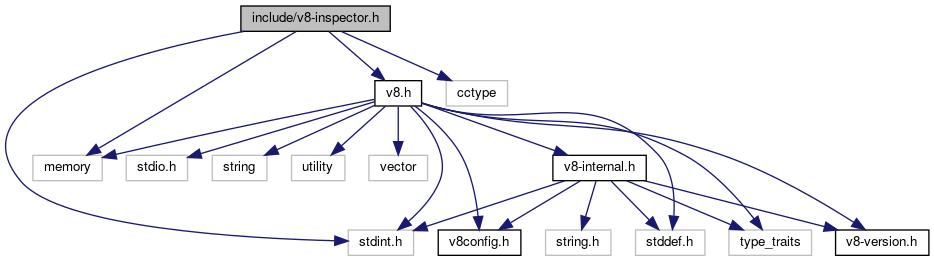 include/v8-inspector.h
v8.h
cctype
memory
stdio.h
string
utility
vector
v8-internal.h
stdint.h
v8config.h
string.h
stddef.h
type_traits
v8-version.h